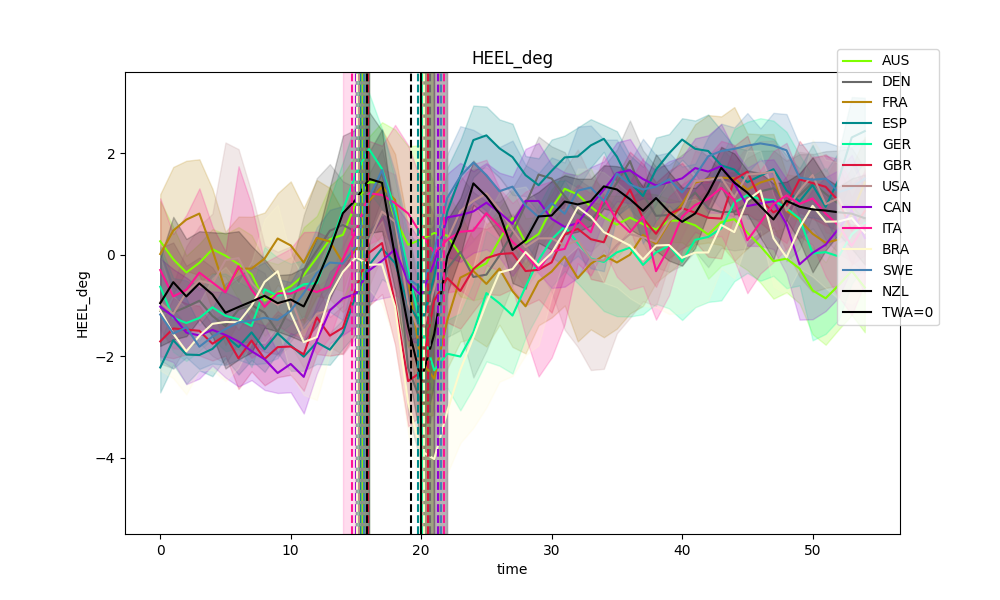 HEEL_deg
AUS
DEN
FRA
ESP
GER
GBR
USA
CAN
ITA
BRA
SWE
NZL
TWA=0
HEEL_deg
2
0
−2
−4
0 10 20 30 40 50
time